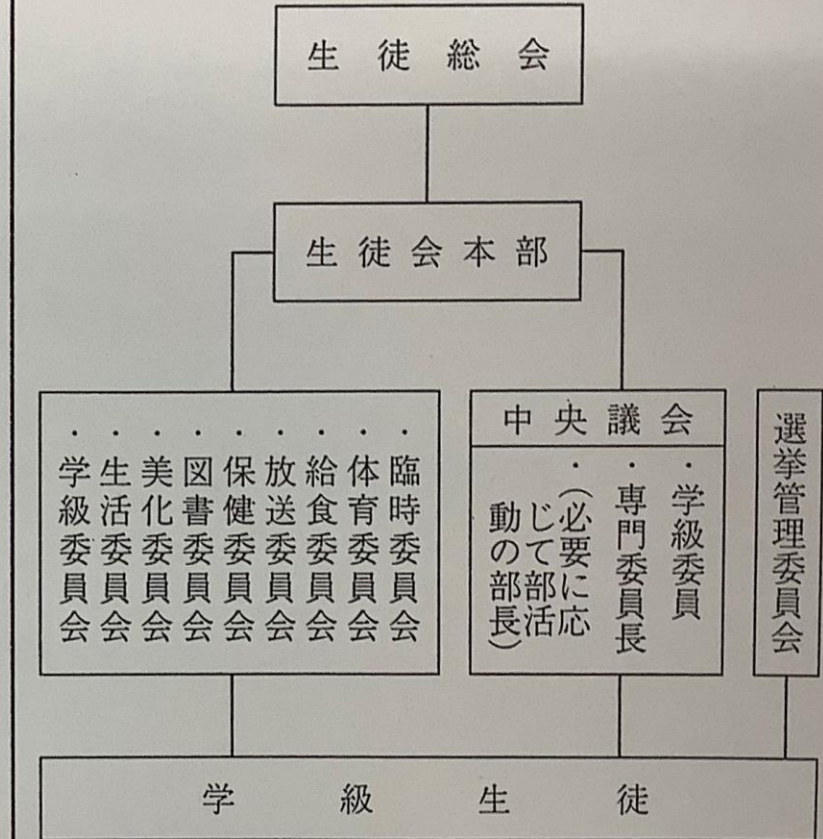 生徒総会
生徒会本部
・学級委員会
・生活委員会
・美化委員会
・図書委員会
・保健委員会
・放送委員会
・給食委員会
・体育委員会
・臨時委員会
中央議会
・学級委員
・専門委員長
・(必要に応
じて部活
動の部長)
選挙管理委員会
学級生徒